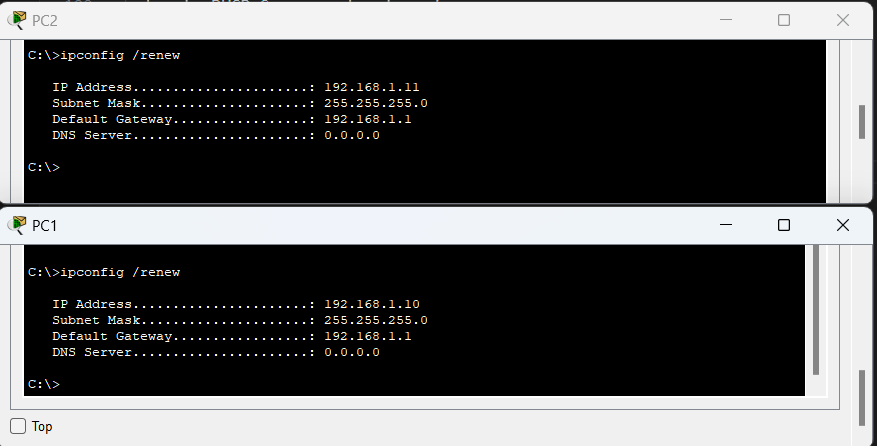 PC2
C:\>ipconfig /renew
IP Address......................: 192.168.1.11
Subnet Mask.....................: 255.255.255.0
Default Gateway.................: 192.168.1.1
DNS Server......................: 0.0.0.0
C:\>
PC1
C:\>ipconfig /renew
IP Address......................: 192.168.1.10
Subnet Mask.....................: 255.255.255.0
Default Gateway.................: 192.168.1.1
DNS Server......................: 0.0.0.0
C:\>
Top